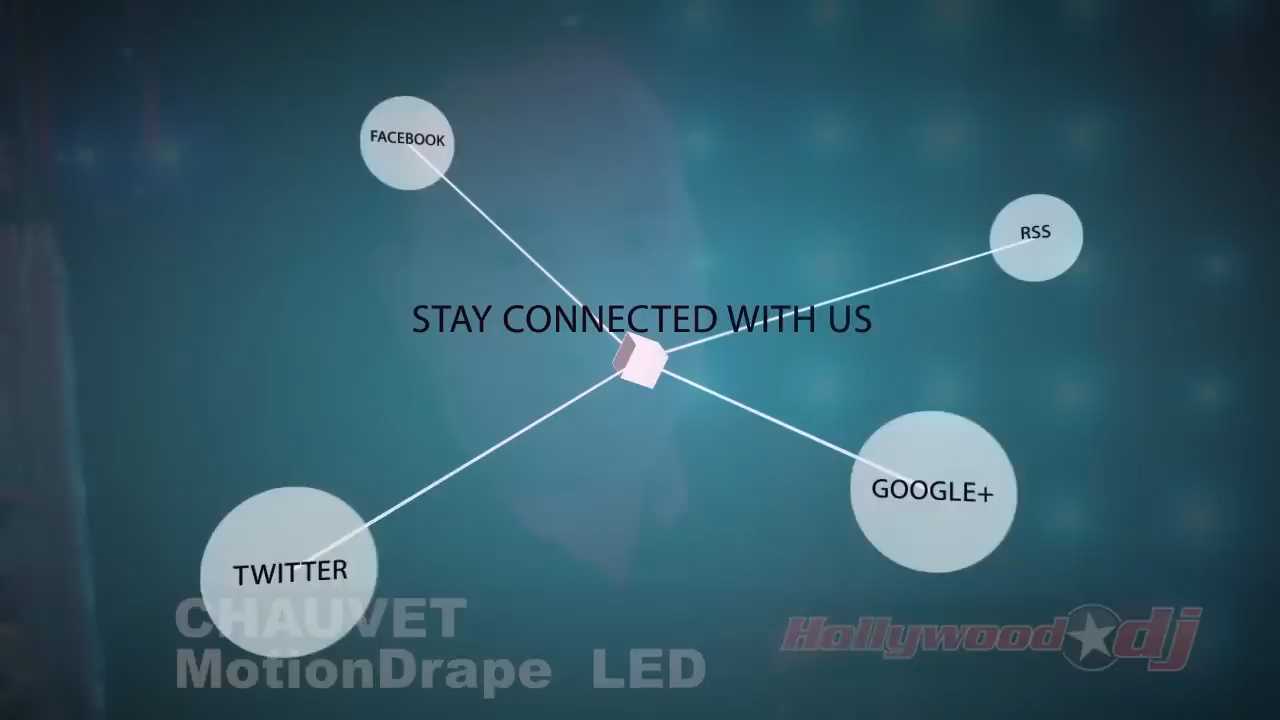 FACEBOOK
RSS
STAY CONNECTED WITH US
GOOGLE+
TWITTER
CHAUVET
MotionDrape LED
Hollywood dj